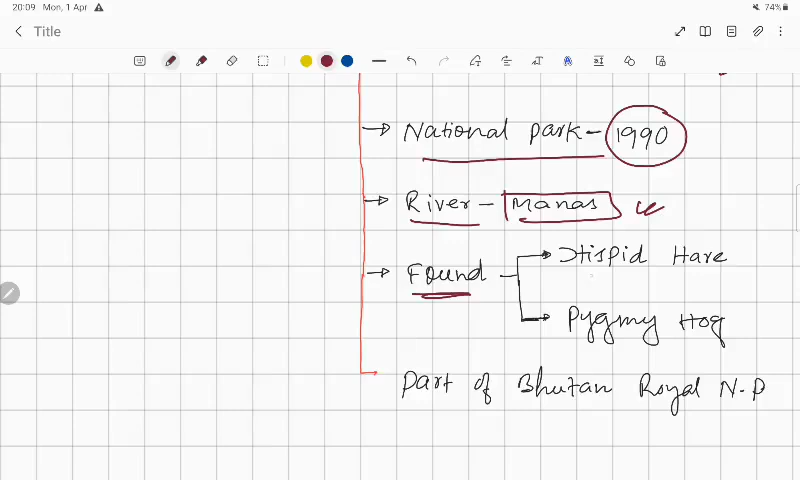 20:09 Mon, 1 Apr 74%
Title
National park - 1990
River - Manas
Found
Hispid Hare
Pygmy Hog
Part of Bhutan Royal N.P